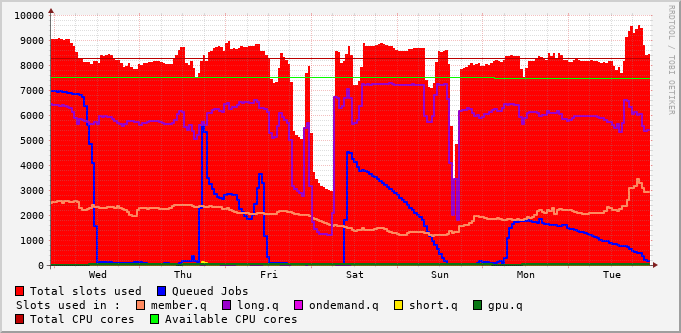 RRDTOOL / TOBI OETIKER
10000
9000
8000
7000
6000
5000
4000
3000
2000
1000
0
Wed Thu Fri Sat Sun Mon Tue
Total slots used Queued Jobs
Slots used in : member.q long.q ondemand.q short.q gpu.q
Total CPU cores Available CPU cores